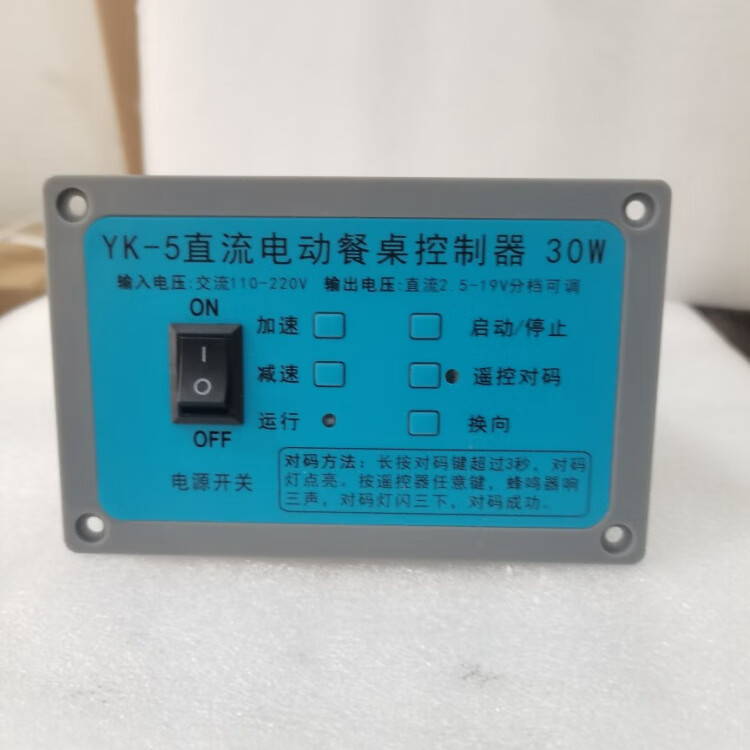 YK-5直流电动餐桌控制器 30W
输入电压:交流110-220V 输出电压:直流2.5-19V分档可调
ON
加速
启动/停止
减速
遥控对码
运行
换向
OFF
电源开关
对码方法：长按对码键超过3秒，对码
灯点亮。按遥控器任意键，蜂鸣器响
三声，对码灯闪三下，对码成功。